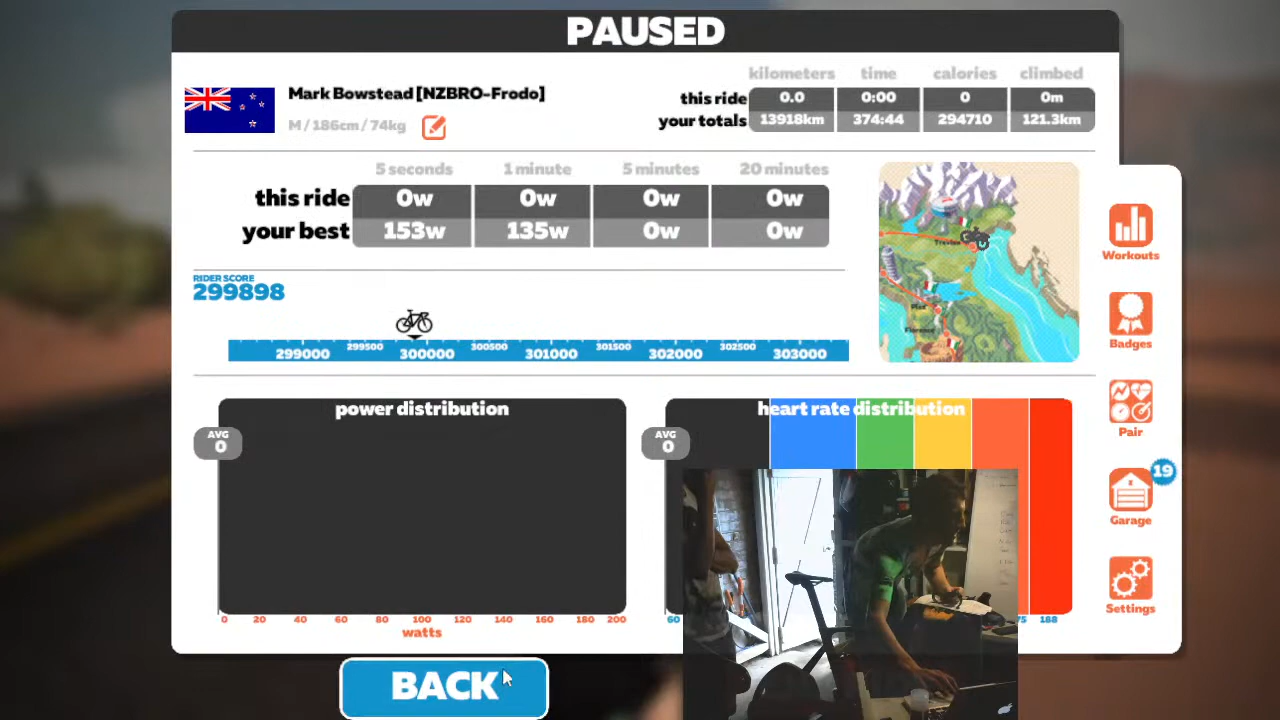 PAUSED
Mark Bowstead [NZBRO-Frodo]
M / 186cm / 74kg
kilometers time calories climbed
this ride 0.0 0:00 0 0m
your totals 13918km 374:44 294710 121.3km
5 seconds 1 minute 5 minutes 20 minutes
this ride 0w 0w 0w 0w
your best 153w 135w 0w 0w
RIDER SCORE
299898
299000 299500 300000 300500 301000 301500 302000 302500 303000
power distribution
AVG
0
0 20 40 60 80 100 120 140 160 180 200
watts
heart rate distribution
AVG
0
60 188
Workouts
Badges
Pair
19
Garage
Settings
BACK